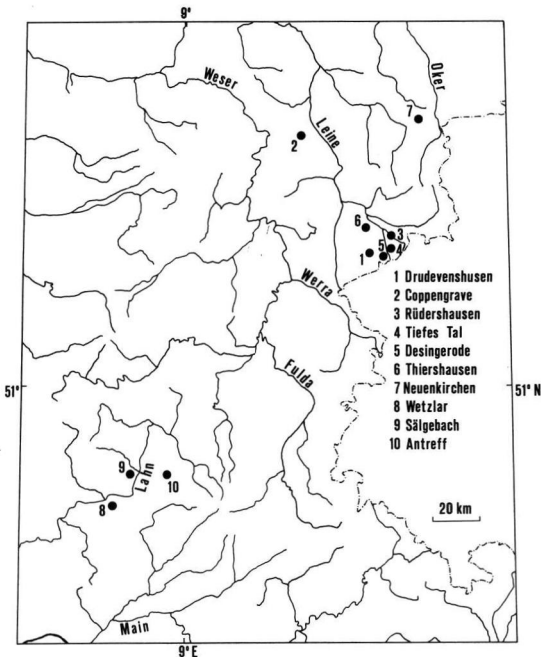 9°
Weser
Oker
7
2
Leine
6
3
4
5
1
Werra
1 Drudevenshusen
2 Coppengrave
3 Rüdershausen
4 Tiefes Tal
5 Desingerode
6 Thiershausen
7 Neuenkirchen
8 Wetzlar
9 Sälgebach
10 Antreff
Fulda
51°
51° N
9
Lahn
10
8
20 km
Main
9° E